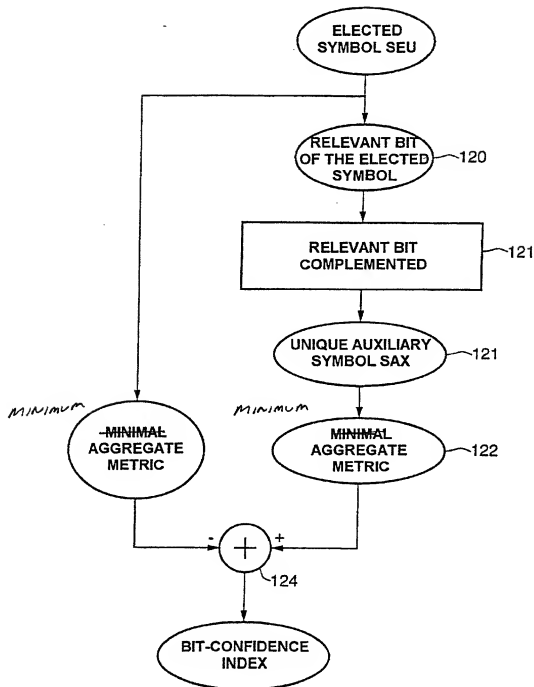 ELECTED
SYMBOL SEU
RELEVANT BIT
OF THE ELECTED
SYMBOL
120
RELEVANT BIT
COMPLEMENTED
121
UNIQUE AUXILIARY
SYMBOL SAX
121
MINIMUM
MINIMAL
AGGREGATE
METRIC
MINIMUM
MINIMAL
AGGREGATE
METRIC
122
- +
+
124
BIT-CONFIDENCE
INDEX